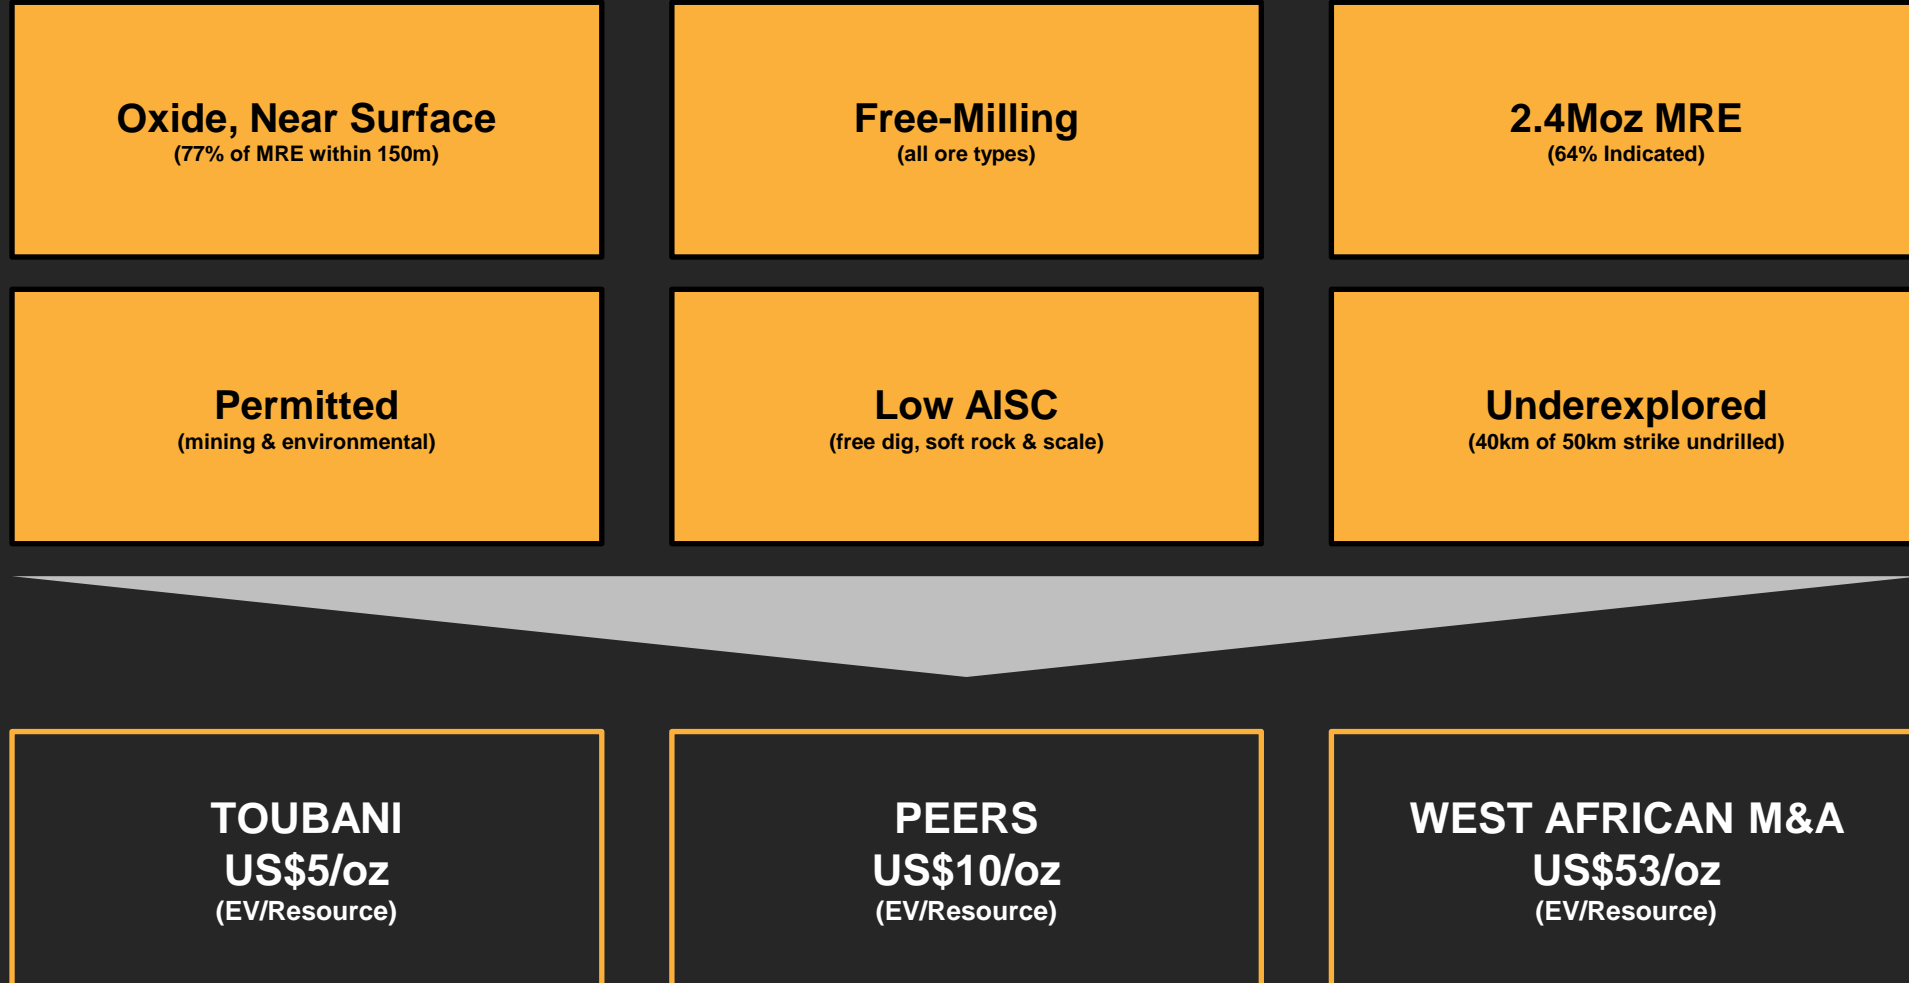 Oxide, Near Surface
(77% of MRE within 150m)
Free-Milling
(all ore types)
2.4Moz MRE
(64% Indicated)
Permitted
(mining & environmental)
Low AISC
(free dig, soft rock & scale)
Underexplored
(40km of 50km strike undrilled)
TOUBANI
US$5/oz
(EV/Resource)
PEERS
US$10/oz
(EV/Resource)
WEST AFRICAN M&A
US$53/oz
(EV/Resource)